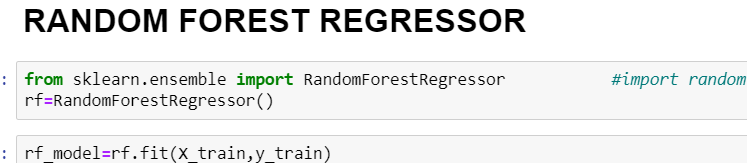 RANDOM FOREST REGRESSOR
: from sklearn.ensemble import RandomForestRegressor #import random
rf=RandomForestRegressor()
: rf_model=rf.fit(X_train,y_train)